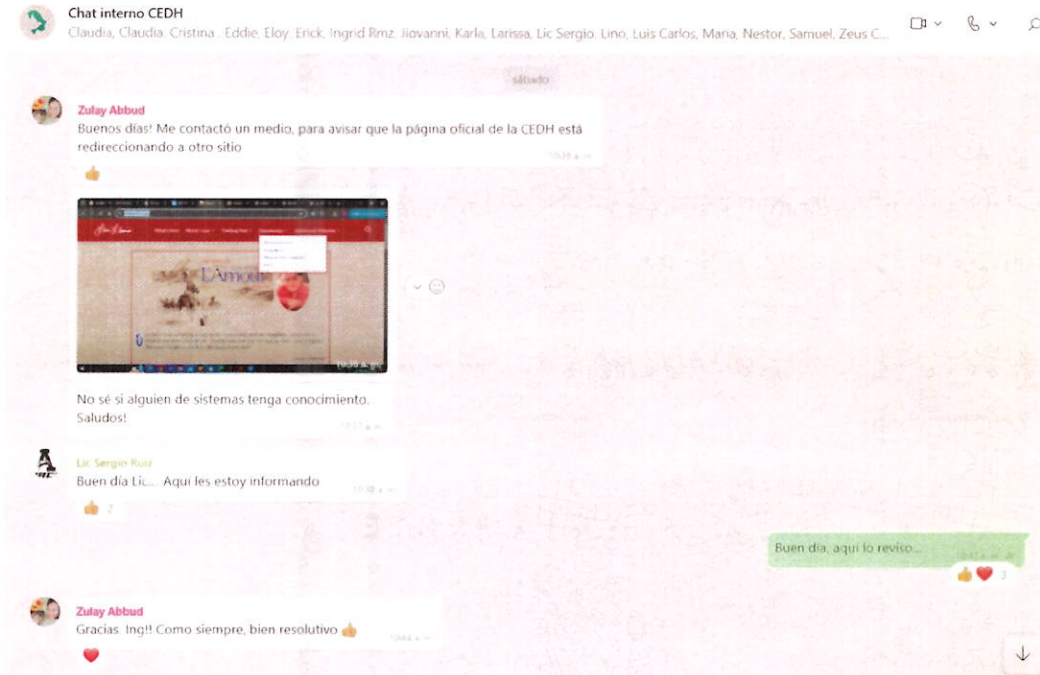 Chat interno CEDH
Claudia, Claudia. Cristina . Eddie, Eloy. Erick, Ingrid Rmz. Jiovanni, Karla, Larissa, Lic Sergio. Lino, Luis Carlos, Maria, Nestor, Samuel, Zeus C...
sábado
Zulay Abbud
Buenos días! Me contactó un medio, para avisar que la página oficial de la CEDH está
redireccionando a otro sitio
L'Amour
No sé si alguien de sistemas tenga conocimiento.
Saludos!
Lic Sergio Ruiz
Buen día Lic... Aqui les estoy informando
2
Buen dia, aquí lo reviso...
3
Zulay Abbud
Gracias Ing!! Como siempre, bien resolutivo